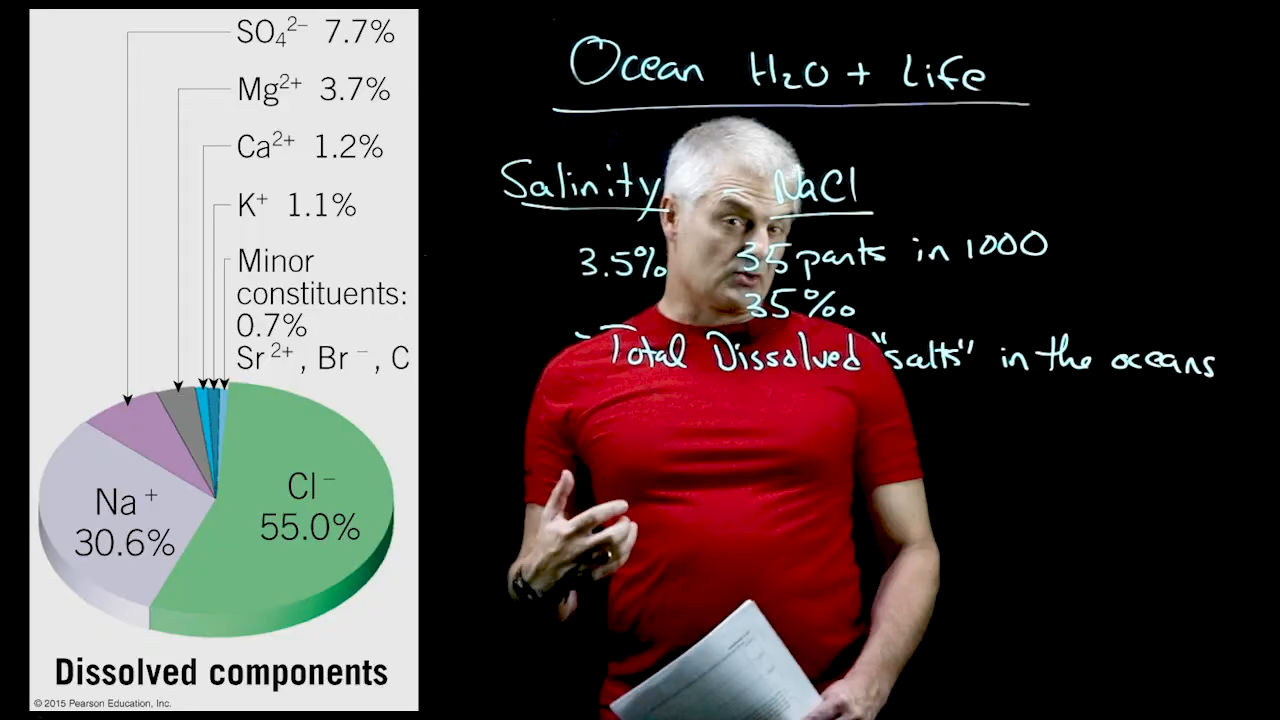 SO₄²⁻ 7.7%
Mg²⁺ 3.7%
Ca²⁺ 1.2%
K⁺ 1.1%
Minor
constituents:
0.7%
Sr²⁺, Br⁻, C
Na⁺
30.6%
Cl⁻
55.0%
Dissolved components
© 2015 Pearson Education, Inc.
Ocean H₂O + Life
Salinity – NaCl
3.5% 35 parts in 1000
35‰
Total Dissolved "salts" in the oceans